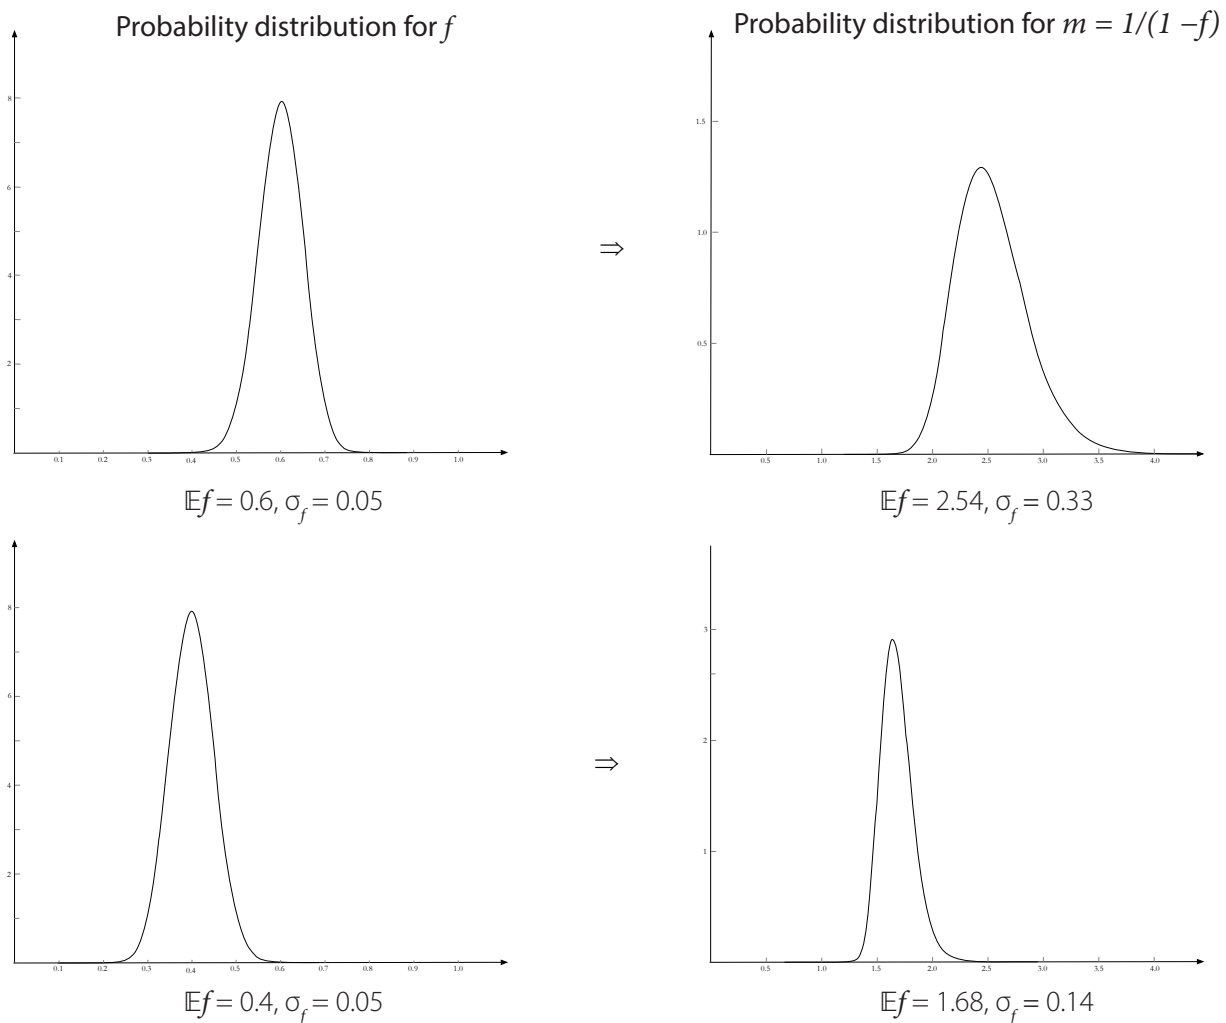 Probability distribution for f
Probability distribution for m = 1/(1 –f)
8
6
4
2
0.1 0.2 0.3 0.4 0.5 0.6 0.7 0.8 0.9 1.0
⇒
1.5
1.0
0.5
0.5 1.0 1.5 2.0 2.5 3.0 3.5 4.0
𝔼f = 0.6, σf = 0.05
𝔼f = 2.54, σf = 0.33
8
6
4
2
0.1 0.2 0.3 0.4 0.5 0.6 0.7 0.8 0.9 1.0
⇒
3
2
1
0.5 1.0 1.5 2.0 2.5 3.0 3.5 4.0
𝔼f = 0.4, σf = 0.05
𝔼f = 1.68, σf = 0.14